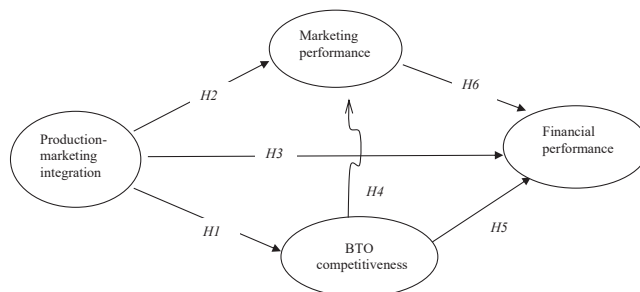 Marketing
performance
H6
H2
Production-
marketing
integration
H3
Financial
performance
H4
H1
H5
BTO
competitiveness